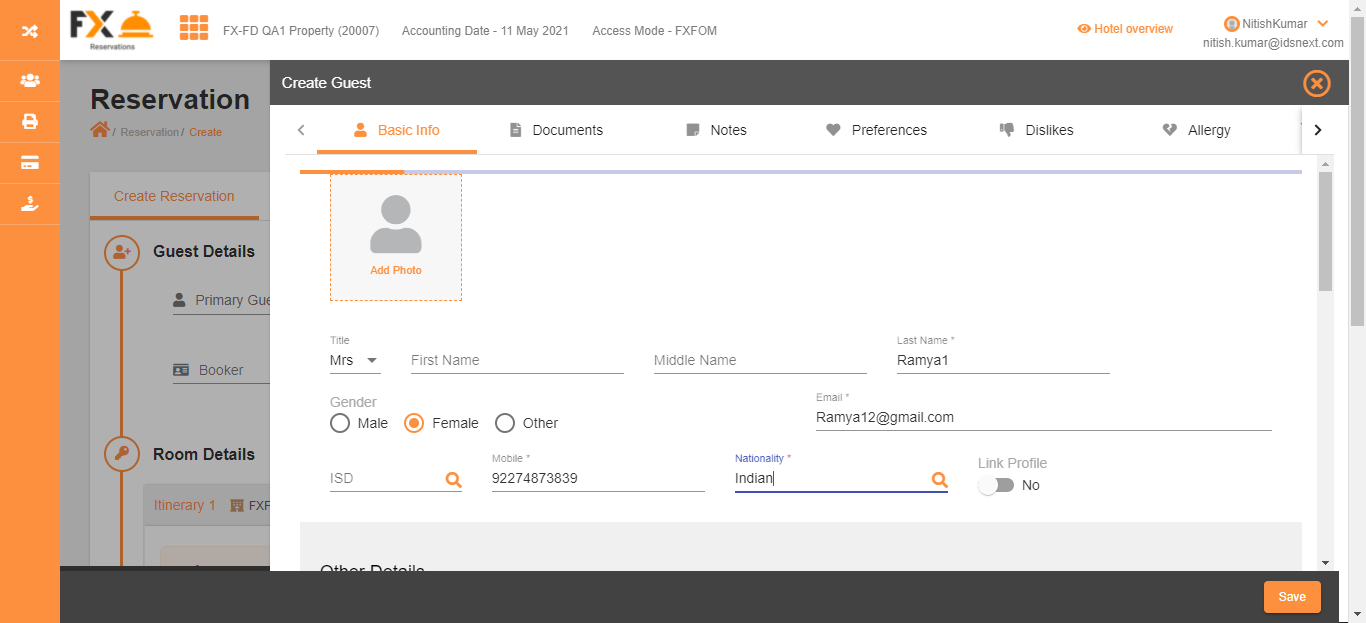 FX
Reservations
FX-FD QA1 Property (20007) Accounting Date - 11 May 2021 Access Mode - FXFOM
Hotel overview
NitishKumar
nitish.kumar@idsnext.com
Reservation
/ Reservation / Create
Create Reservation
Guest Details
Primary Gue
Booker
Room Details
Itinerary 1 FXF
Create Guest
Basic Info Documents Notes Preferences Dislikes Allergy
Add Photo
Title Last Name *
Mrs First Name Middle Name Ramya1
Gender Email *
Male Female Other Ramya12@gmail.com
Mobile * Nationality * Link Profile
ISD 92274873839 Indian No
Other Details
Save